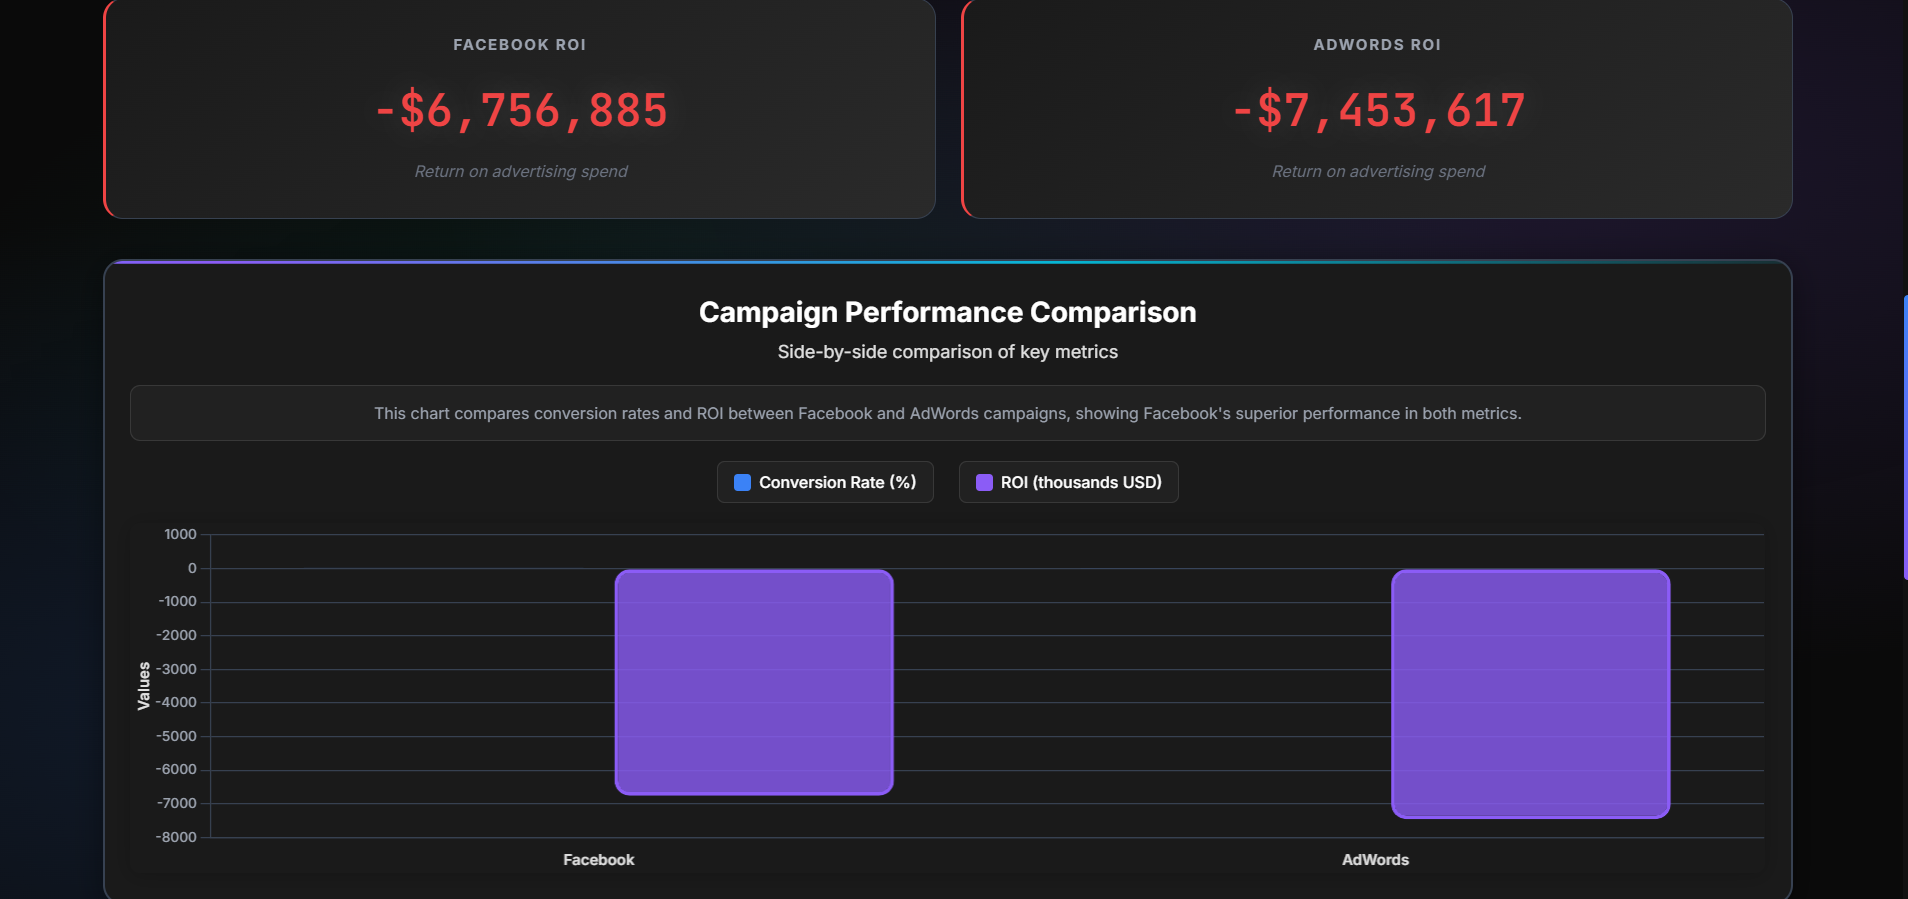 FACEBOOK ROI
-$6,756,885
Return on advertising spend
ADWORDS ROI
-$7,453,617
Return on advertising spend
Campaign Performance Comparison
Side-by-side comparison of key metrics
This chart compares conversion rates and ROI between Facebook and AdWords campaigns, showing Facebook's superior performance in both metrics.
Conversion Rate (%)
ROI (thousands USD)
Values
1000
0
-1000
-2000
-3000
-4000
-5000
-6000
-7000
-8000
Facebook
AdWords